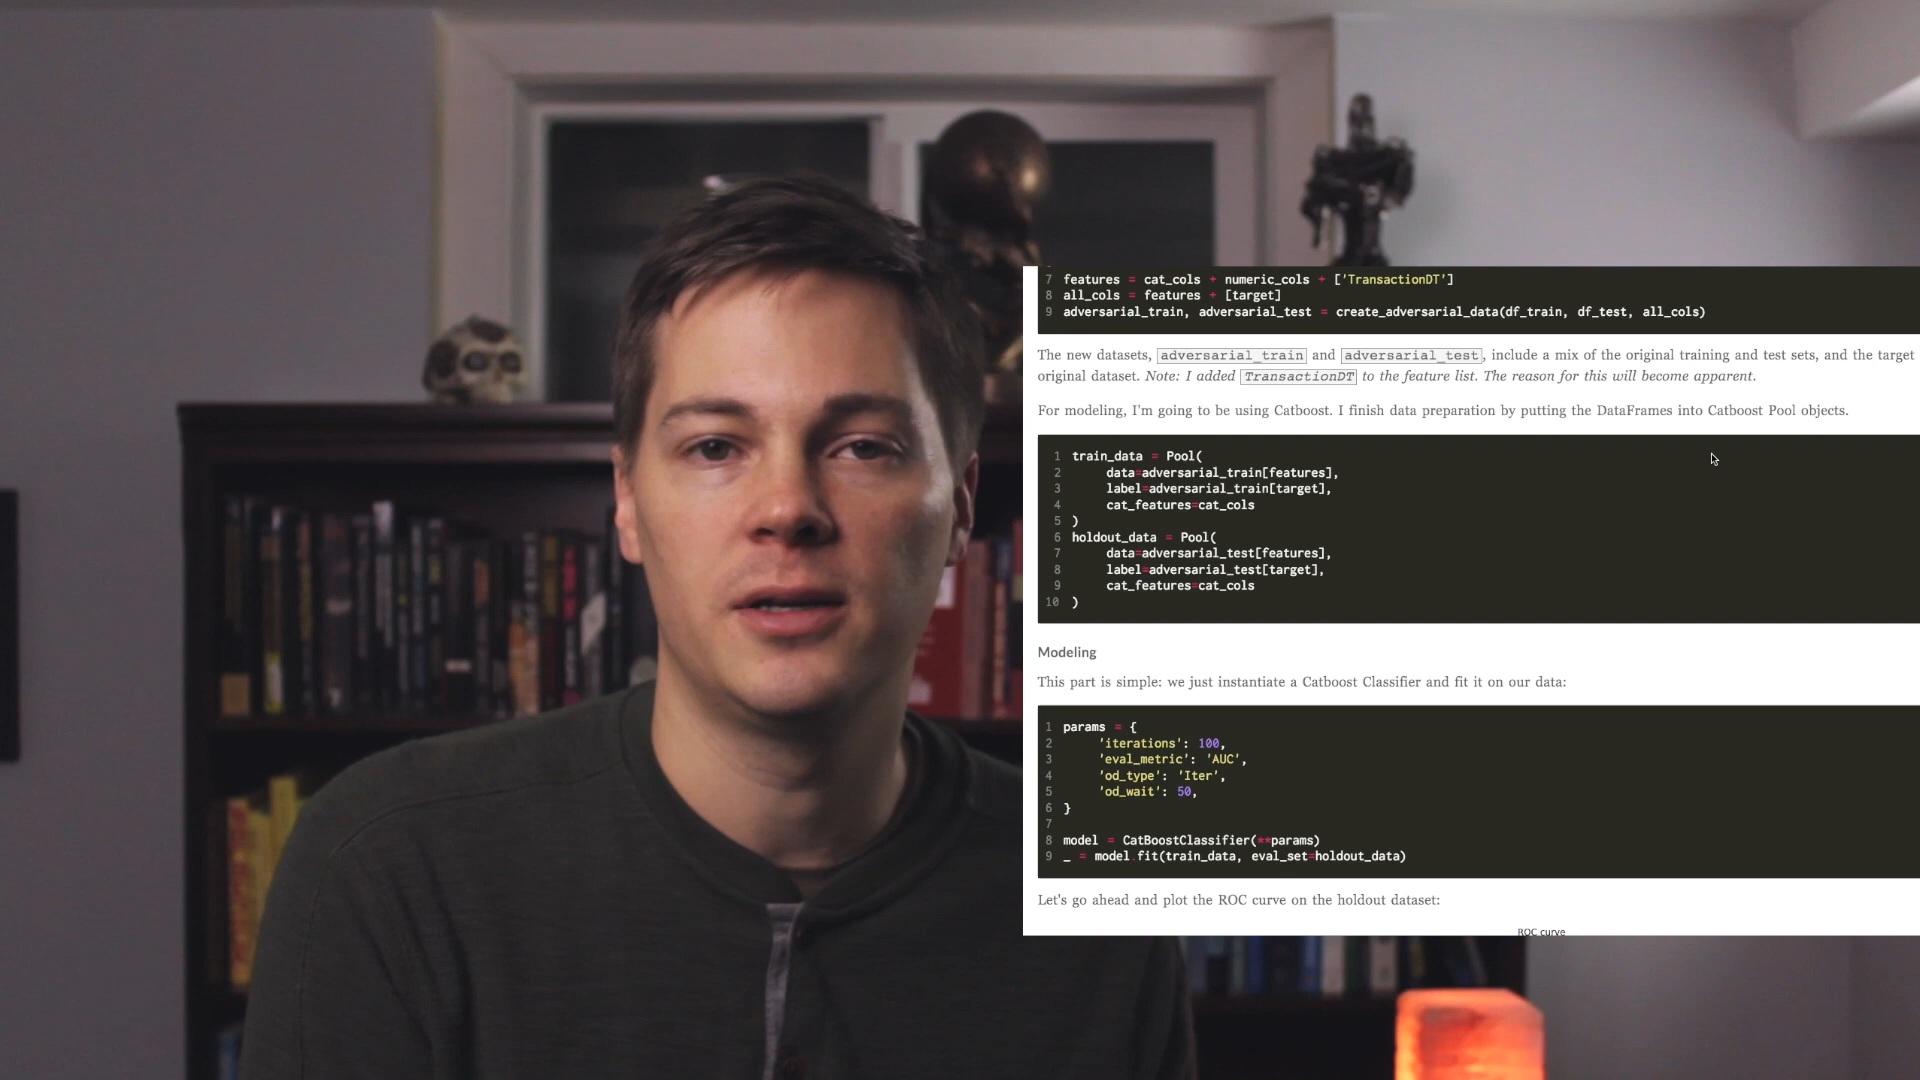 7 features = cat_cols + numeric_cols + ['TransactionDT']
8 all_cols = features + [target]
9 adversarial_train, adversarial_test = create_adversarial_data(df_train, df_test, all_cols)
The new datasets, adversarial_train and adversarial_test, include a mix of the original training and test sets, and the target
original dataset. Note: I added TransactionDT to the feature list. The reason for this will become apparent.
For modeling, I'm going to be using Catboost. I finish data preparation by putting the DataFrames into Catboost Pool objects.
1 train_data = Pool(
2 data=adversarial_train[features],
3 label=adversarial_train[target],
4 cat_features=cat_cols
5 )
6 holdout_data = Pool(
7 data=adversarial_test[features],
8 label=adversarial_test[target],
9 cat_features=cat_cols
10 )
Modeling
This part is simple: we just instantiate a Catboost Classifier and fit it on our data:
1 params = {
2 'iterations': 100,
3 'eval_metric': 'AUC',
4 'od_type': 'Iter',
5 'od_wait': 50,
6 }
7
8 model = CatBoostClassifier(**params)
9 _ = model.fit(train_data, eval_set=holdout_data)
Let's go ahead and plot the ROC curve on the holdout dataset:
ROC curve